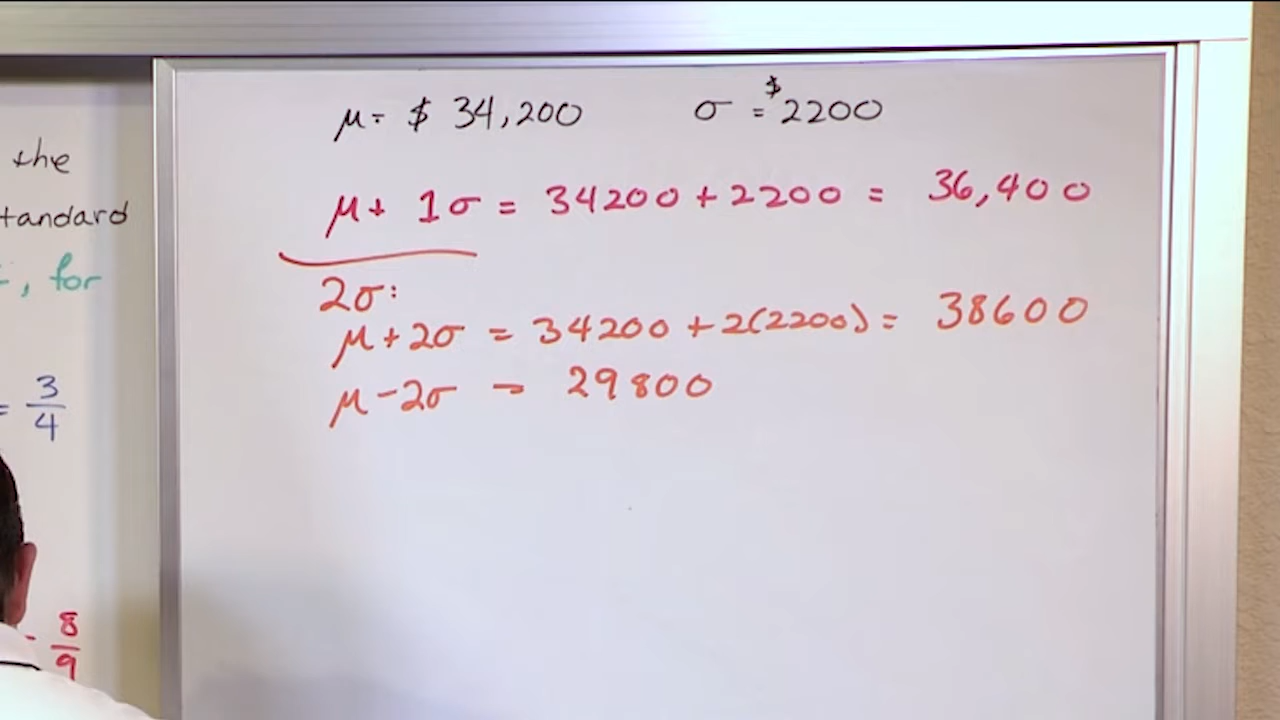 the
tandard
, for
= 3/4
8/9
μ = $ 34,200 σ = $2200
μ + 1σ = 34200 + 2200 = 36,400
2σ:
μ + 2σ = 34200 + 2(2200) = 38600
μ - 2σ = 29800